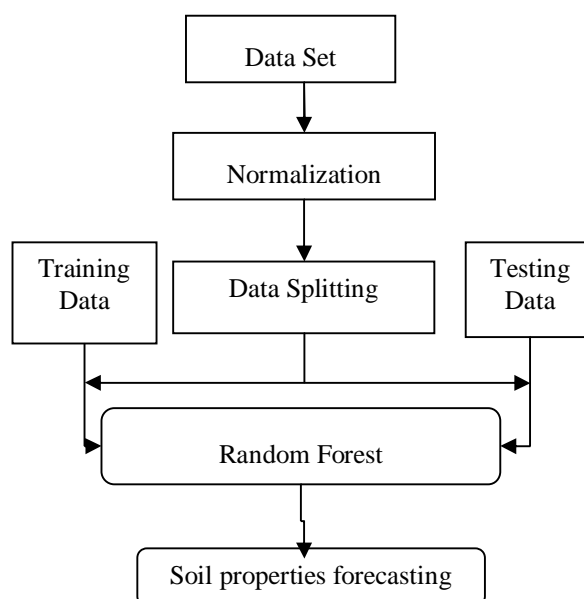 Data Set
Normalization
Training
Data
Data Splitting
Testing
Data
Random Forest
Soil properties forecasting